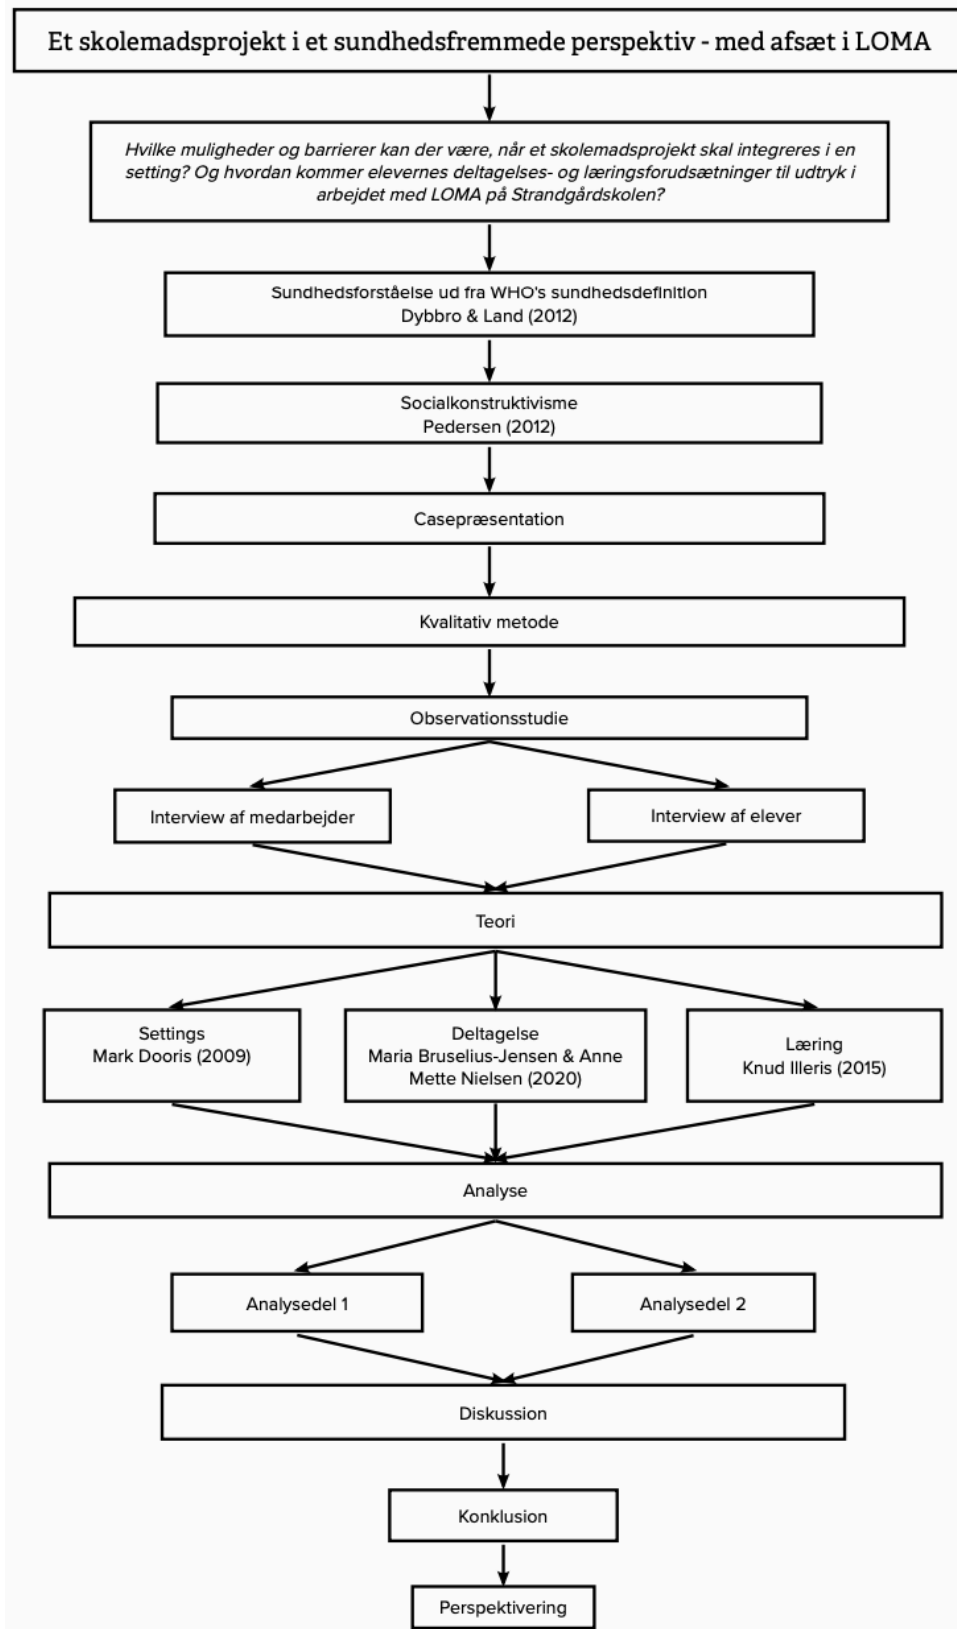 Et skolemadsprojekt i et sundhedsfremmede perspektiv - med afsæt i LOMA
Hvilke muligheder og barrierer kan der være, når et skolemadsprojekt skal integreres i en
setting? Og hvordan kommer elevernes deltagelses- og læringsforudsætninger til udtryk i
arbejdet med LOMA på Strandgårdskolen?
Sundhedsforståelse ud fra WHO's sundhedsdefinition
Dybbro & Land (2012)
Socialkonstruktivisme
Pedersen (2012)
Casepræsentation
Kvalitativ metode
Observationsstudie
Interview af medarbejder
Interview af elever
Teori
Settings
Mark Dooris (2009)
Deltagelse
Maria Bruselius-Jensen & Anne
Mette Nielsen (2020)
Læring
Knud Illeris (2015)
Analyse
Analysedel 1
Analysedel 2
Diskussion
Konklusion
Perspektivering